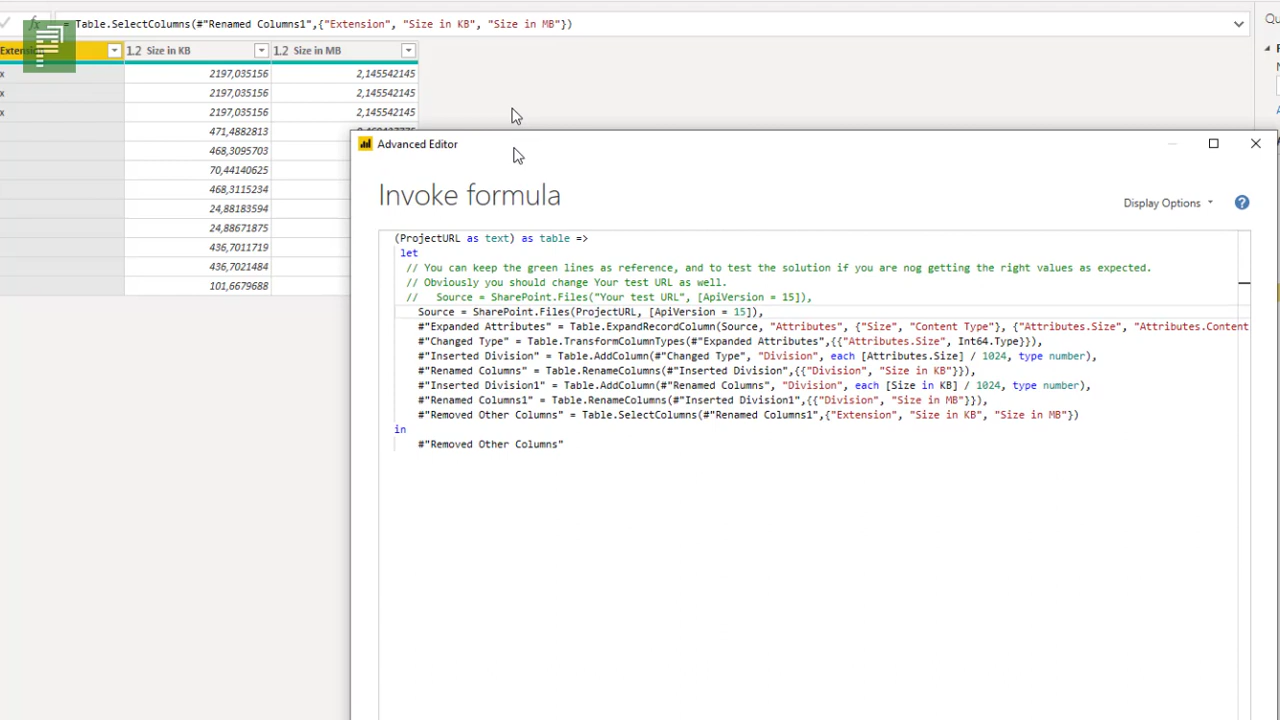 fx = Table.SelectColumns(#"Renamed Columns1",{"Extension", "Size in KB", "Size in MB"})
Extension 1.2 Size in KB 1.2 Size in MB
x 2197,035156 2,145542145
x 2197,035156 2,145542145
x 2197,035156 2,145542145
471,4882813
468,3095703
70,44140625
468,3115234
24,88183594
24,88671875
436,7011719
436,7021484
101,6679688
Advanced Editor
Invoke formula
Display Options
?
(ProjectURL as text) as table =>
let
// You can keep the green lines as reference, and to test the solution if you are nog getting the right values as expected.
// Obviously you should change Your test URL as well.
// Source = SharePoint.Files("Your test URL", [ApiVersion = 15]),
Source = SharePoint.Files(ProjectURL, [ApiVersion = 15]),
#"Expanded Attributes" = Table.ExpandRecordColumn(Source, "Attributes", {"Size", "Content Type"}, {"Attributes.Size", "Attributes.Content
#"Changed Type" = Table.TransformColumnTypes(#"Expanded Attributes",{{"Attributes.Size", Int64.Type}}),
#"Inserted Division" = Table.AddColumn(#"Changed Type", "Division", each [Attributes.Size] / 1024, type number),
#"Renamed Columns" = Table.RenameColumns(#"Inserted Division",{{"Division", "Size in KB"}}),
#"Inserted Division1" = Table.AddColumn(#"Renamed Columns", "Division", each [Size in KB] / 1024, type number),
#"Renamed Columns1" = Table.RenameColumns(#"Inserted Division1",{{"Division", "Size in MB"}}),
#"Removed Other Columns" = Table.SelectColumns(#"Renamed Columns1",{"Extension", "Size in KB", "Size in MB"})
in
#"Removed Other Columns"